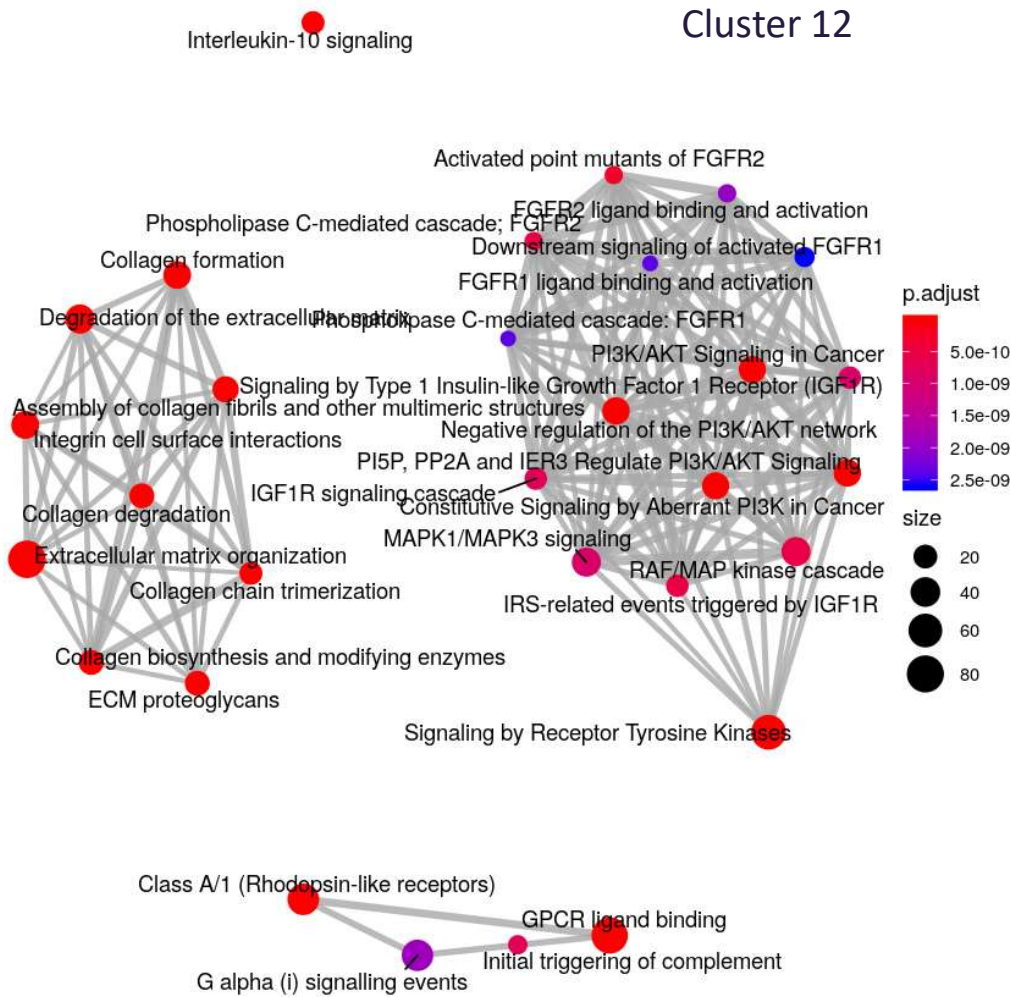 Cluster 12
Interleukin-10 signaling
Activated point mutants of FGFR2
FGFR2 ligand binding and activation
Phospholipase C-mediated cascade; FGFR2
Downstream signaling of activated FGFR1
Collagen formation
FGFR1 ligand binding and activation
Degradation of the extracellular matrix
Phospholipase C-mediated cascade: FGFR1
PI3K/AKT Signaling in Cancer
Signaling by Type 1 Insulin-like Growth Factor 1 Receptor (IGF1R)
Assembly of collagen fibrils and other multimeric structures
Negative regulation of the PI3K/AKT network
Integrin cell surface interactions
PI5P, PP2A and IER3 Regulate PI3K/AKT Signaling
IGF1R signaling cascade
Constitutive Signaling by Aberrant PI3K in Cancer
Collagen degradation
MAPK1/MAPK3 signaling
Extracellular matrix organization
RAF/MAP kinase cascade
Collagen chain trimerization
IRS-related events triggered by IGF1R
Collagen biosynthesis and modifying enzymes
ECM proteoglycans
Signaling by Receptor Tyrosine Kinases
Class A/1 (Rhodopsin-like receptors)
GPCR ligand binding
Initial triggering of complement
G alpha (i) signalling events
p.adjust
5.0e-10
1.0e-09
1.5e-09
2.0e-09
2.5e-09
size
20
40
60
80